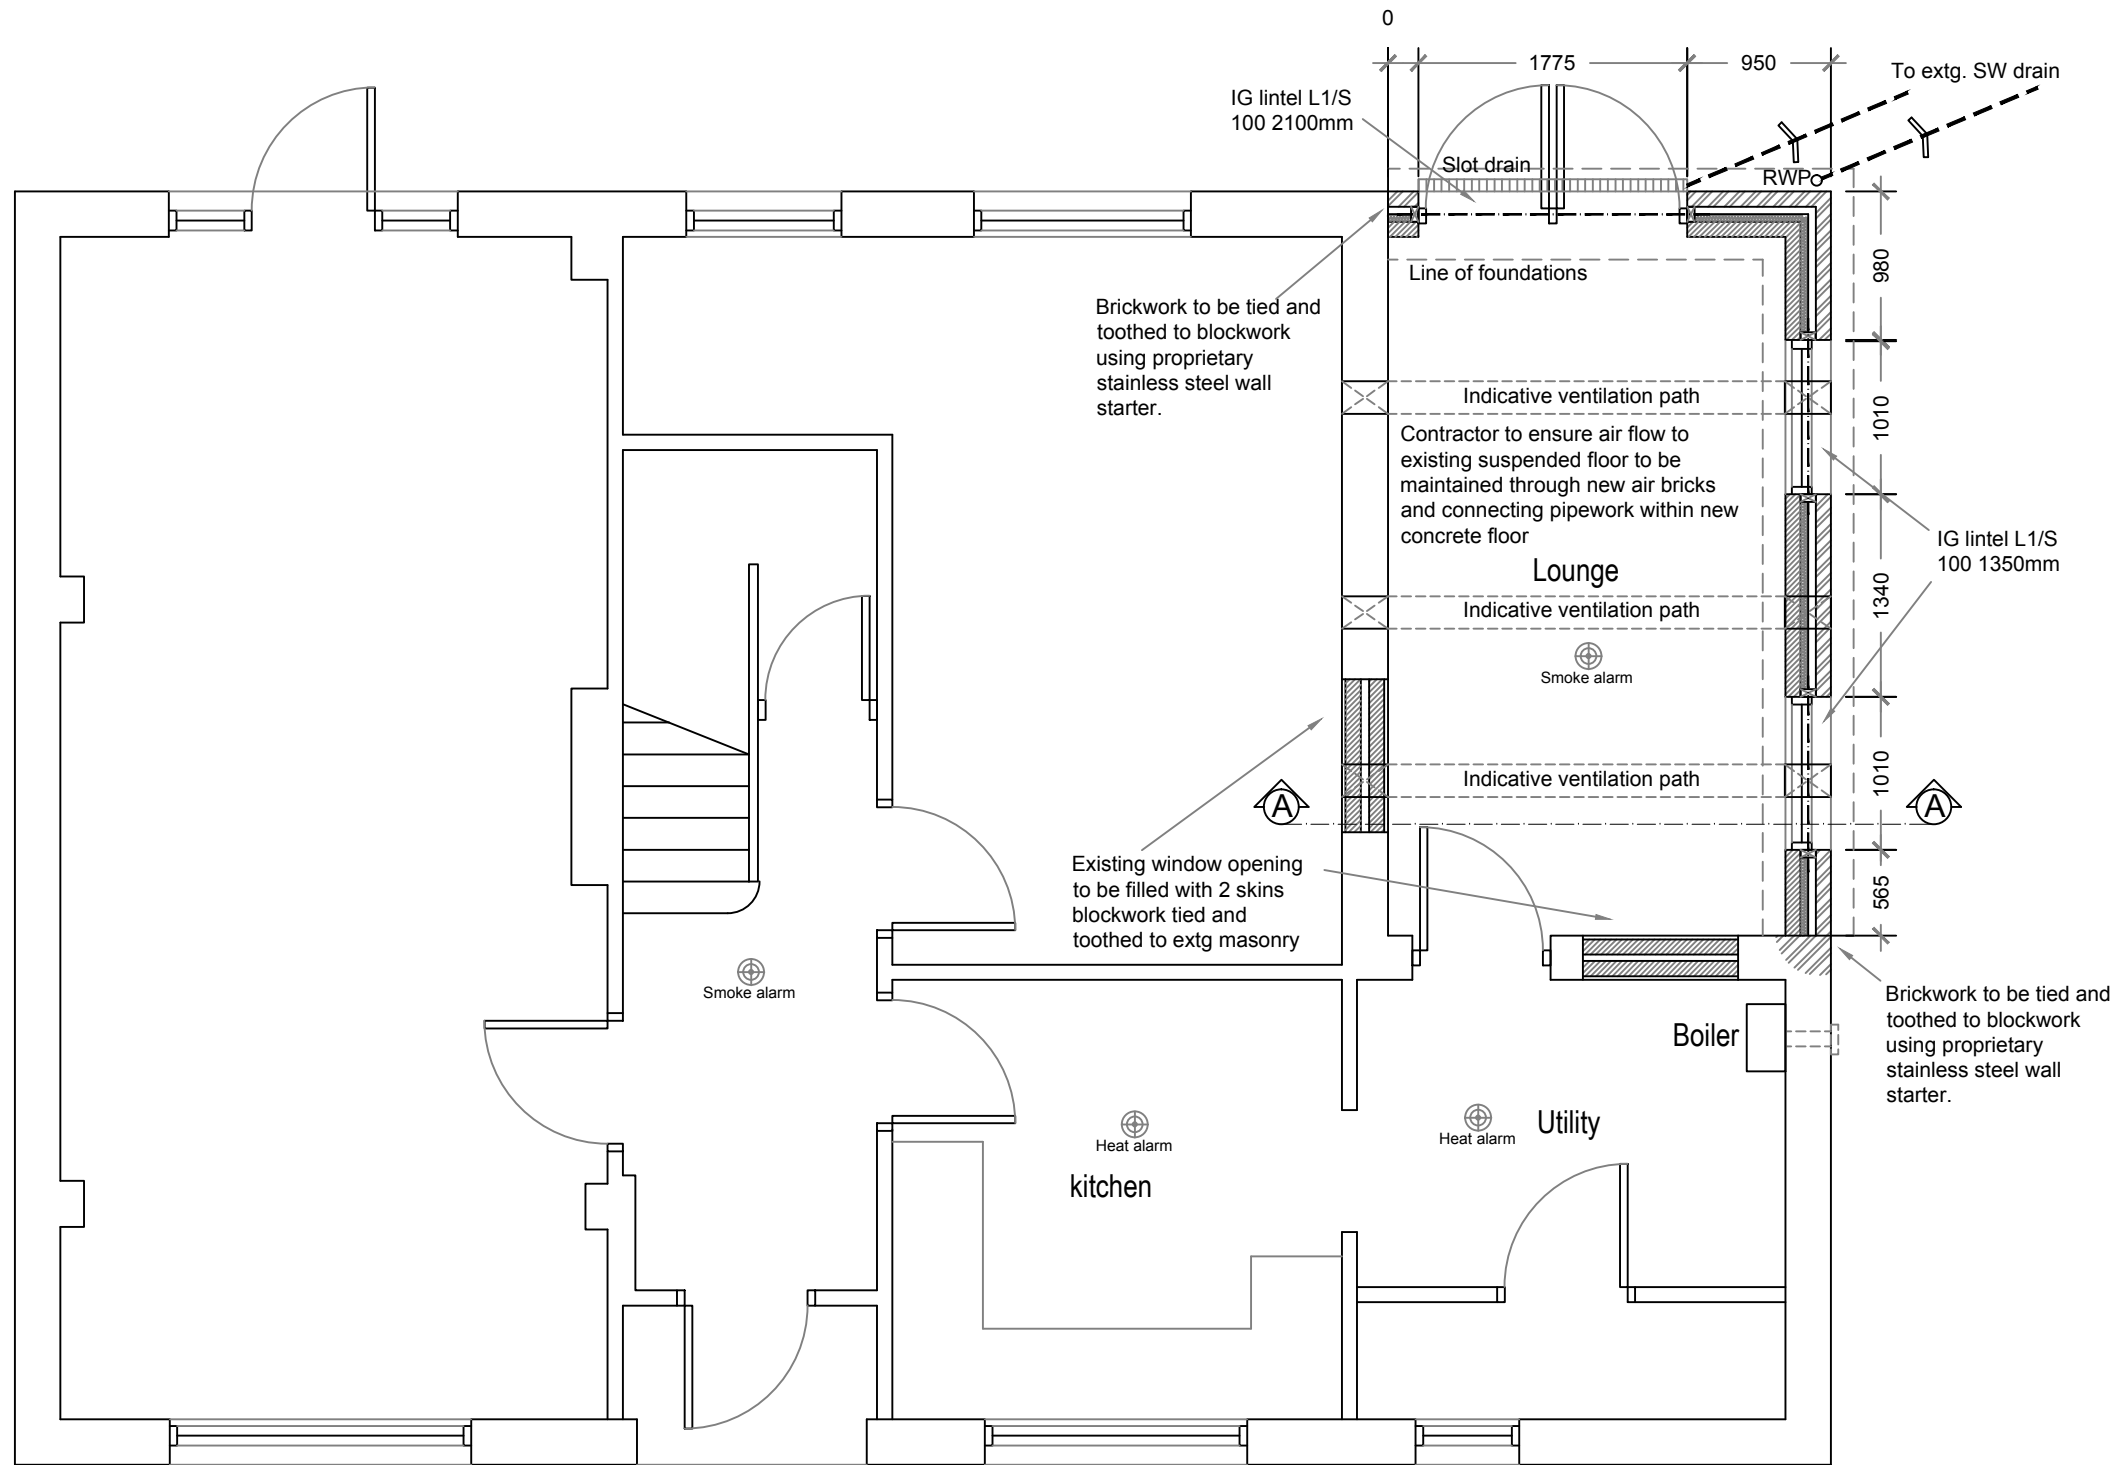 0
1775
950
To extg. SW drain
IG lintel L1/S
100 2100mm
Slot drain
RWP
Line of foundations
980
Brickwork to be tied and
toothed to blockwork
using proprietary
stainless steel wall
starter.
Indicative ventilation path
1010
Contractor to ensure air flow to
existing suspended floor to be
maintained through new air bricks
and connecting pipework within new
concrete floor
IG lintel L1/S
100 1350mm
Lounge
1340
Indicative ventilation path
Smoke alarm
Indicative ventilation path
1010
A
A
Existing window opening
to be filled with 2 skins
blockwork tied and
toothed to extg masonry
565
Smoke alarm
Brickwork to be tied and
toothed to blockwork
using proprietary
stainless steel wall
starter.
Boiler
Heat alarm
Heat alarm
Utility
kitchen